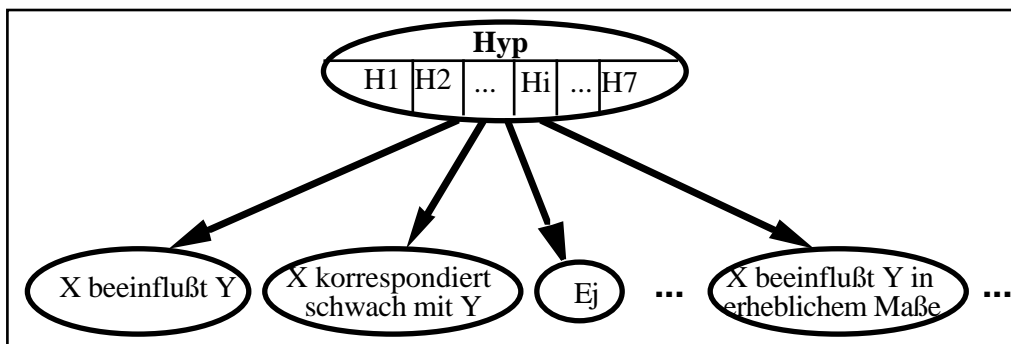 Hyp
H1 H2 ... Hi ... H7
X beeinflußt Y
X korrespondiert
schwach mit Y
Ej
...
X beeinflußt Y in
erheblichem Maße
...